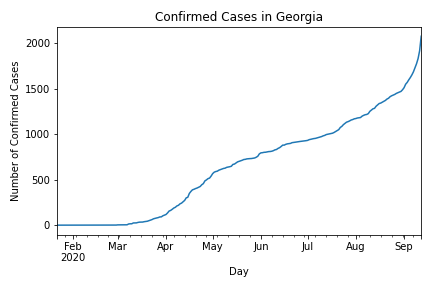 Confirmed Cases in Georgia
Number of Confirmed Cases
2000
1500
1000
500
0
Feb Mar Apr May Jun Jul Aug Sep
2020
Day